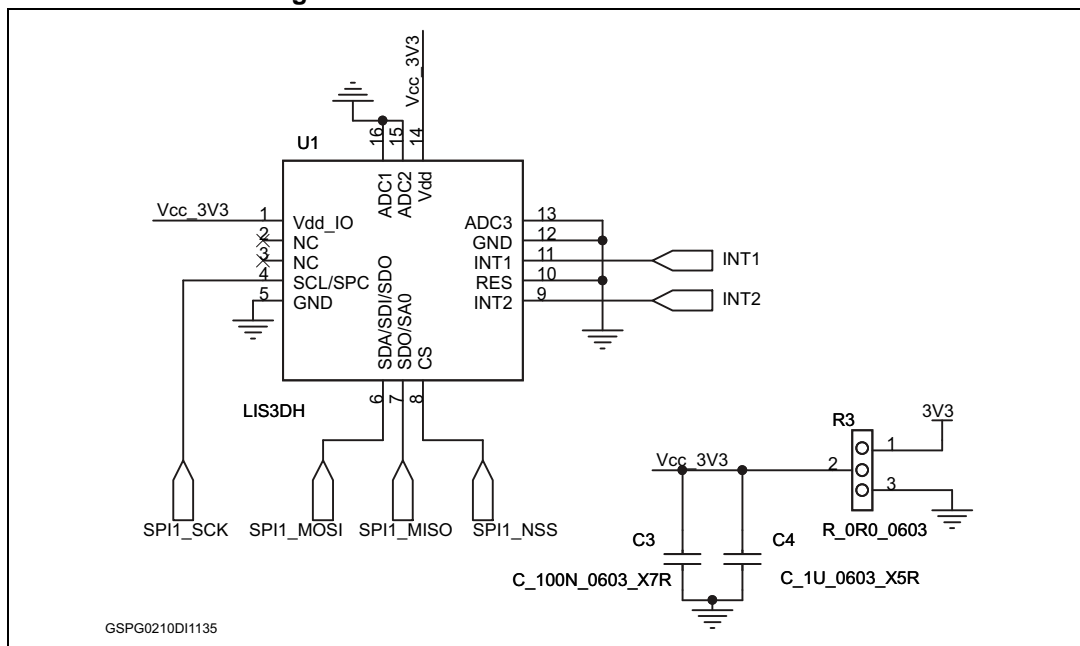 Vcc_3V3
U1
16
15
14
ADC1
ADC2
Vdd
Vcc_3V3
1
Vdd_IO
2
NC
3
NC
4
SCL/SPC
5
GND
ADC3
13
GND
12
INT1
11
INT1
RES
10
INT2
9
INT2
SDA/SDI/SDO
SDO/SA0
CS
6
7
8
LIS3DH
SPI1_SCK
SPI1_MOSI
SPI1_MISO
SPI1_NSS
R3
3V3
1
Vcc_3V3
2
3
R_0R0_0603
C3
C4
C_100N_0603_X7R
C_1U_0603_X5R
GSPG0210DI1135